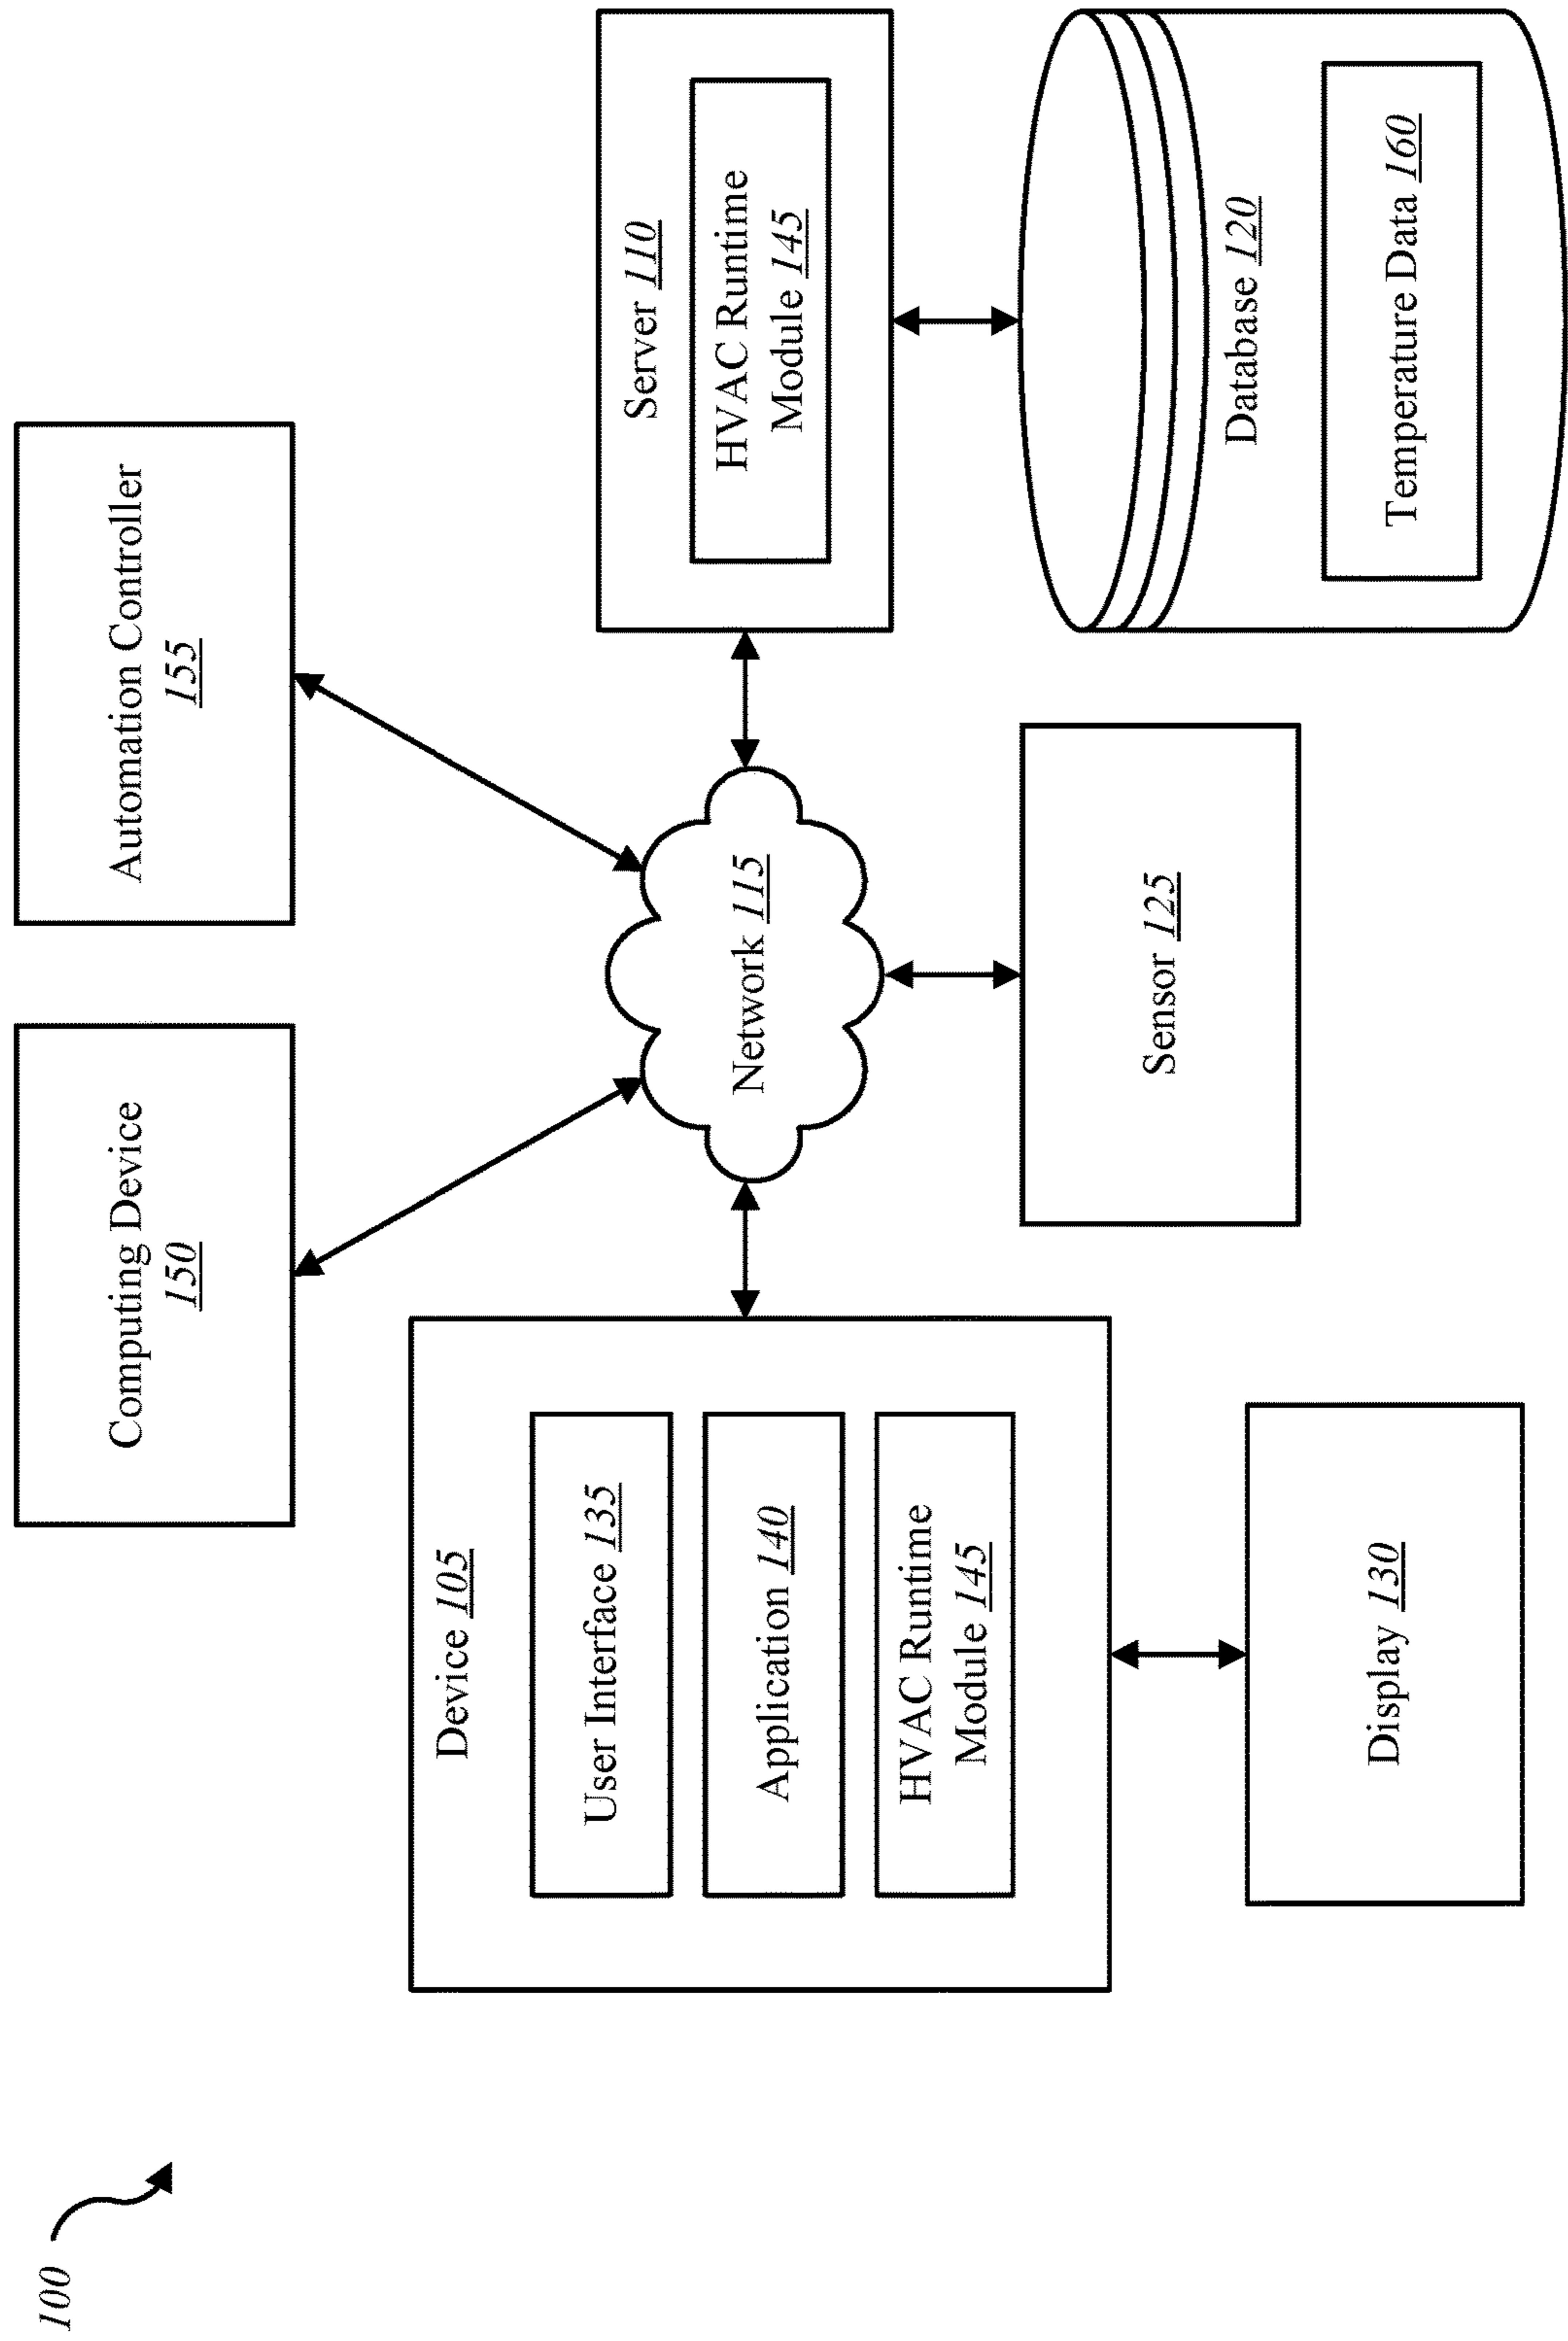 100
Computing Device
150
Automation Controller
155
Device 105
User Interface 135
Application 140
HVAC Runtime
Module 145
Network 115
Server 110
HVAC Runtime
Module 145
Display 130
Sensor 125
Database 120
Temperature Data 160